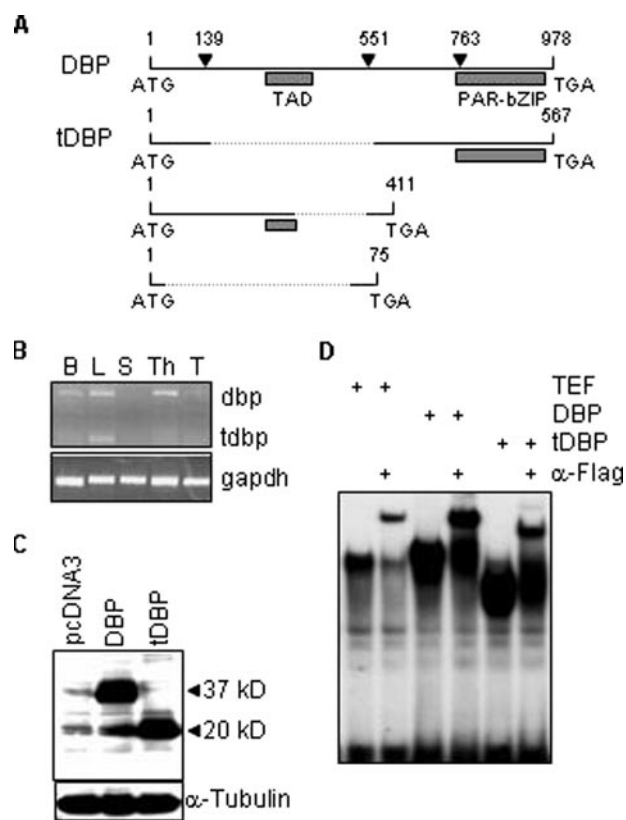 A
1 139 551 763 978
DBP
ATG TAD PAR-bZIP TGA
1 567
tDBP
ATG TGA
1 411
ATG TGA
1 75
ATG TGA
B
B L S Th T
dbp
tdbp
gapdh
C
pcDNA3 DBP tDBP
37 kD
20 kD
α-Tubulin
D
+ + TEF
+ + DBP
+ + tDBP
+ + + α-Flag